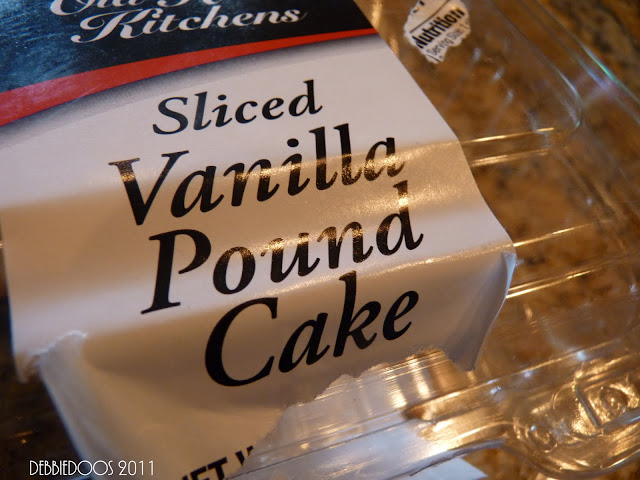 Kitchens
Sliced
Vanilla
Pound
Cake
Nutrition
DEBBIEDOOS 2011